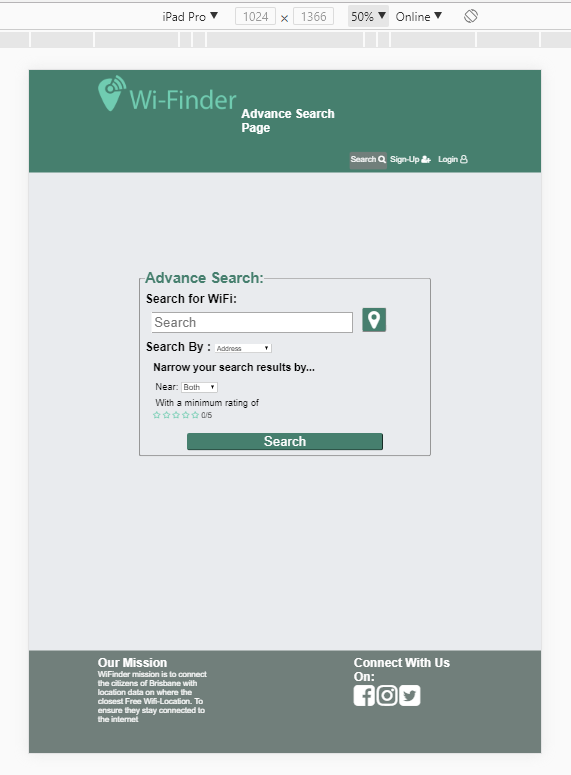 iPad Pro ▼ 1024 × 1366 50% ▼ Online ▼
Wi-Finder
Advance Search
Page
Search Sign-Up Login
Advance Search:
Search for WiFi:
Search
Search By : Address
Narrow your search results by...
Near: Both
With a minimum rating of
0/5
Search
Our Mission
WiFinder mission is to connect
the citizens of Brisbane with
location data on where the
closest Free Wifi-Location. To
ensure they stay connected to
the internet
Connect With Us
On: